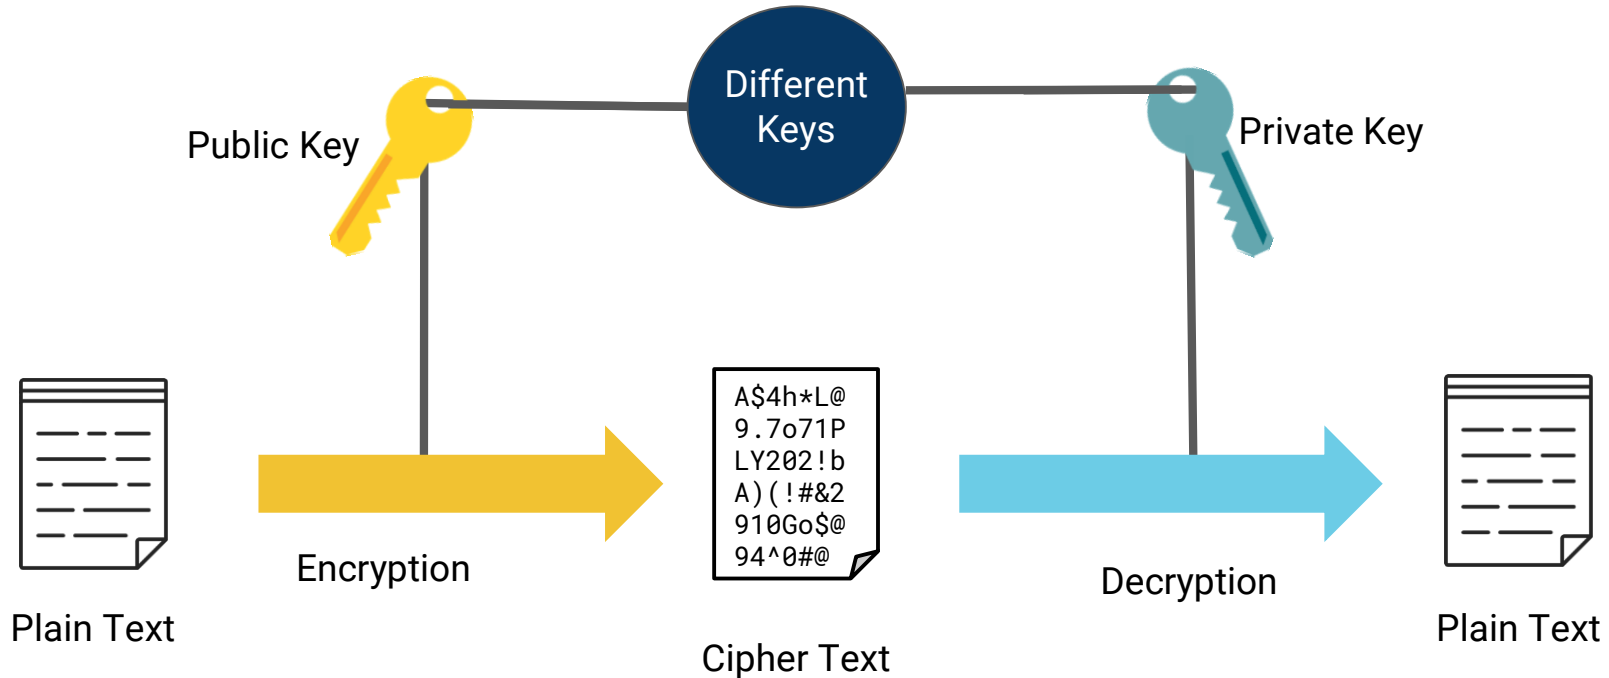 Different
Keys
Public Key
Private Key
A$4h*L@
9.7o71P
LY202!b
A)(!#&2
910Go$@
94^0#@
Encryption
Decryption
Plain Text
Cipher Text
Plain Text